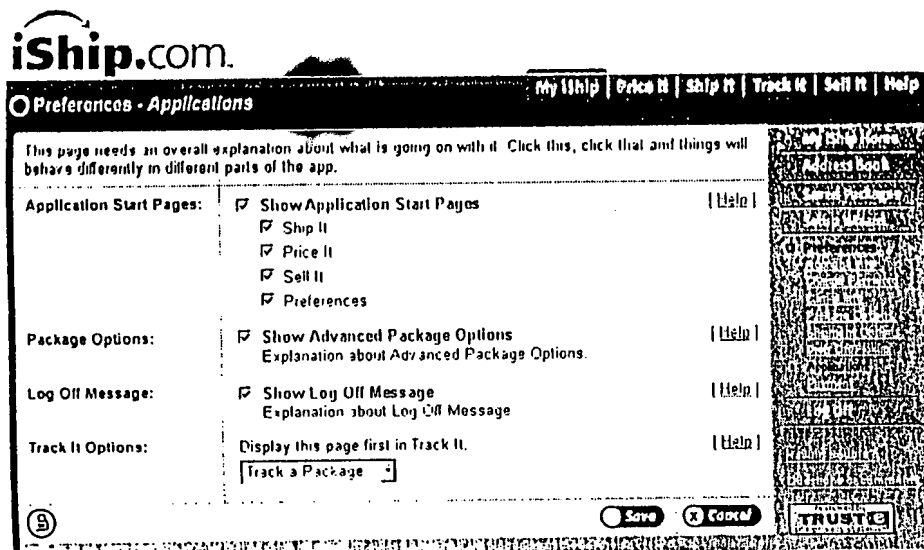 iShip.com.
My iShip | Price It | Ship It | Track It | Sell It | Help
Preferences - Applications
This page needs an overall explanation about what is going on with it. Click this, click that and things will
behave differently in different parts of the app.
Application Start Pages:
Show Application Start Pages
[ Help ]
Ship It
Price It
Sell It
Preferences
Package Options:
Show Advanced Package Options
[ Help ]
Explanation about Advanced Package Options.
Log Off Message:
Show Log Off Message
[ Help ]
Explanation about Log Off Message
Track It Options:
Display this page first in Track It.
[ Help ]
Track a Package
Save
Cancel
Address Book
Preferences
Applications
Log Off
TRUSTe